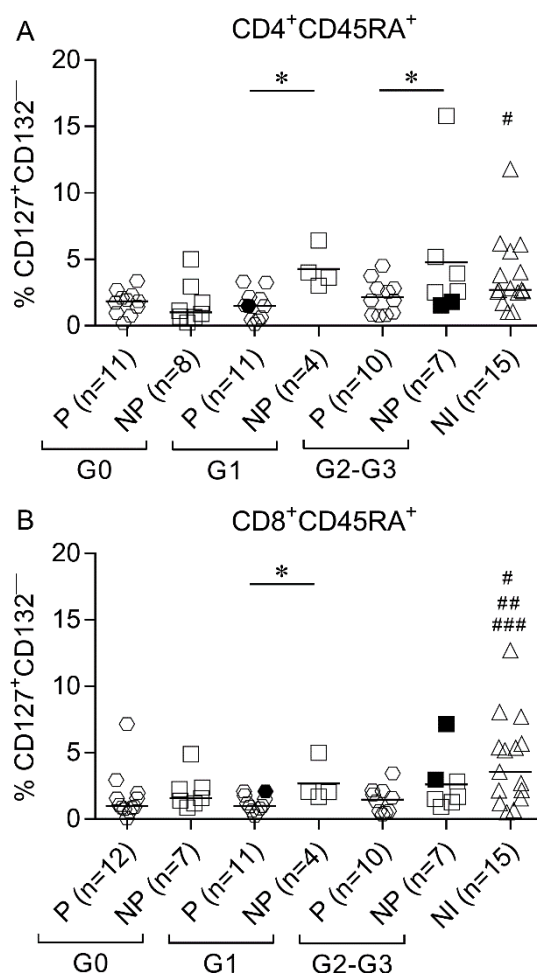 A
CD4⁺CD45RA⁺
% CD127⁺CD132⁻
20
15
10
5
0
* * #
P (n=11) NP (n=8) P (n=11) NP (n=4) P (n=10) NP (n=7) NI (n=15)
G0 G1 G2-G3
B
CD8⁺CD45RA⁺
% CD127⁺CD132⁻
20
15
10
5
0
* #
##
###
P (n=12) NP (n=7) P (n=11) NP (n=4) P (n=10) NP (n=7) NI (n=15)
G0 G1 G2-G3